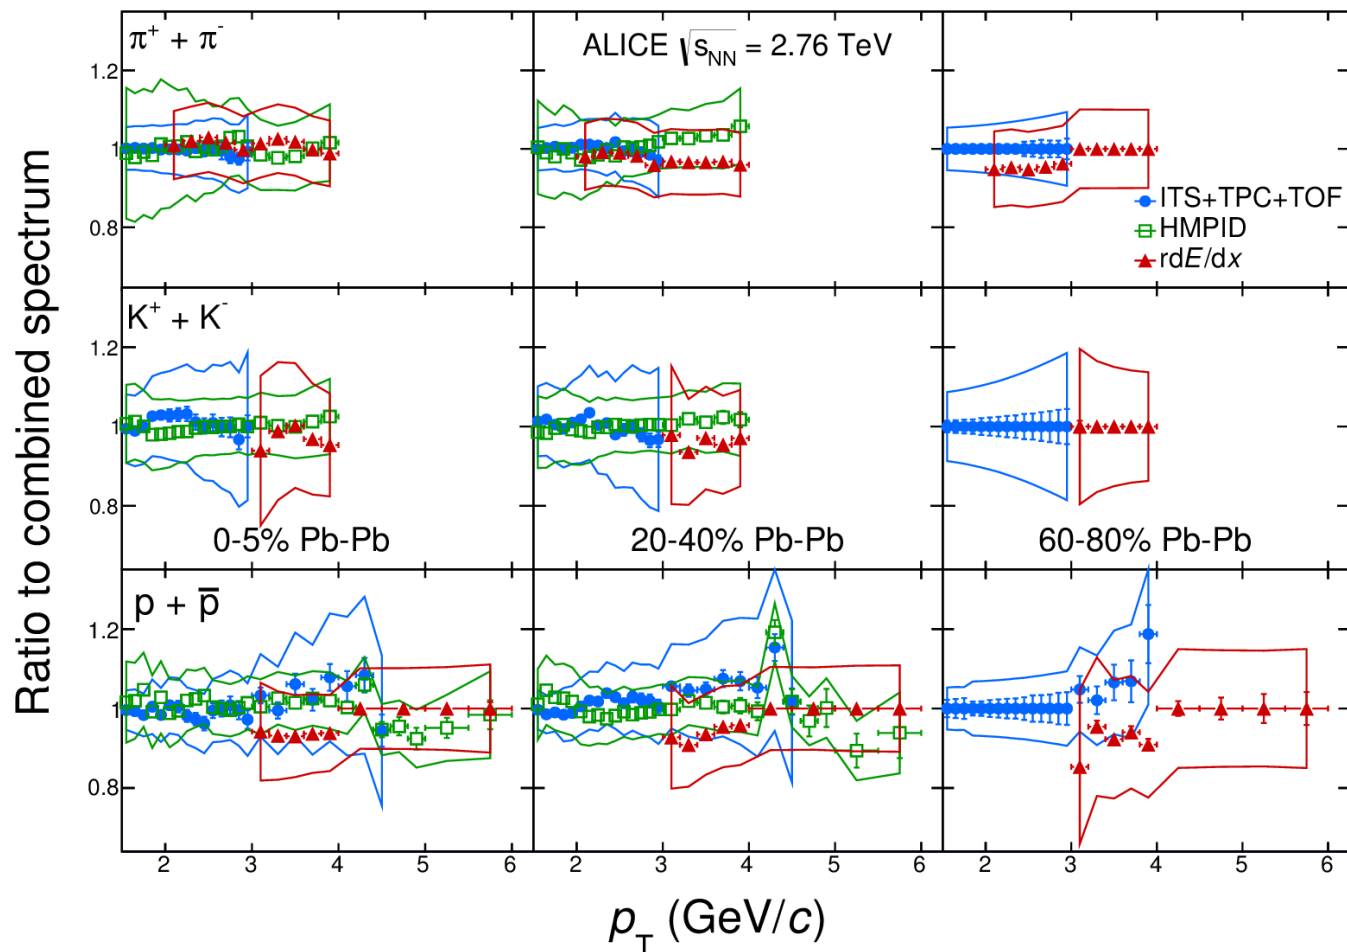 π⁺ + π⁻
ALICE √sNN = 2.76 TeV
1.2
1
0.8
ITS+TPC+TOF
HMPID
rdE/dx
Ratio to combined spectrum
K⁺ + K⁻
1.2
1
0.8
0-5% Pb-Pb
20-40% Pb-Pb
60-80% Pb-Pb
p + p̅
1.2
1
0.8
2 3 4 5 6 2 3 4 5 6 2 3 4 5 6
pT (GeV/c)